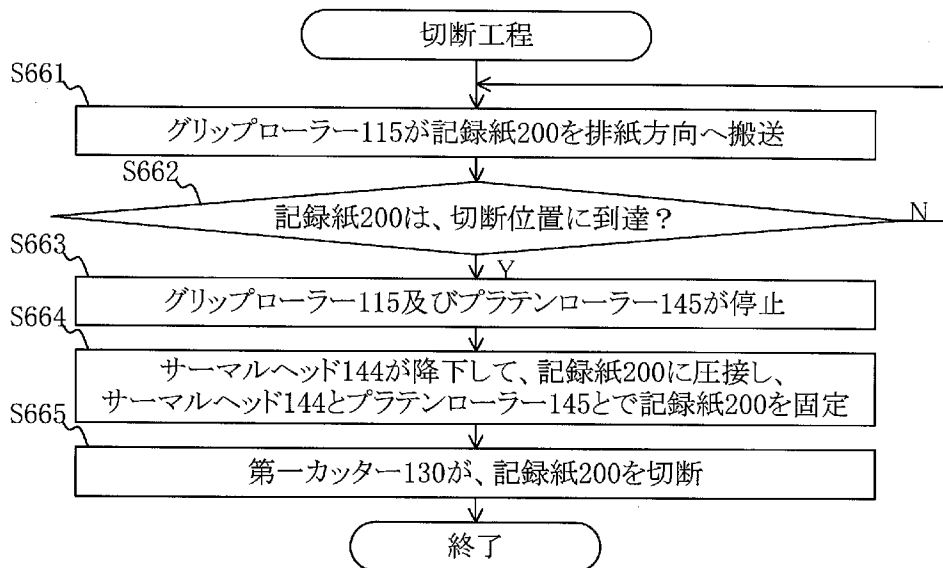 切断工程
S661
グリップローラー115が記録紙200を排紙方向へ搬送
S662
記録紙200は、切断位置に到達？
N
Y
S663
グリップローラー115及びプラテンローラー145が停止
S664
サーマルヘッド144が降下して、記録紙200に圧接し、
サーマルヘッド144とプラテンローラー145とで記録紙200を固定
S665
第一カッター130が、記録紙200を切断
終了